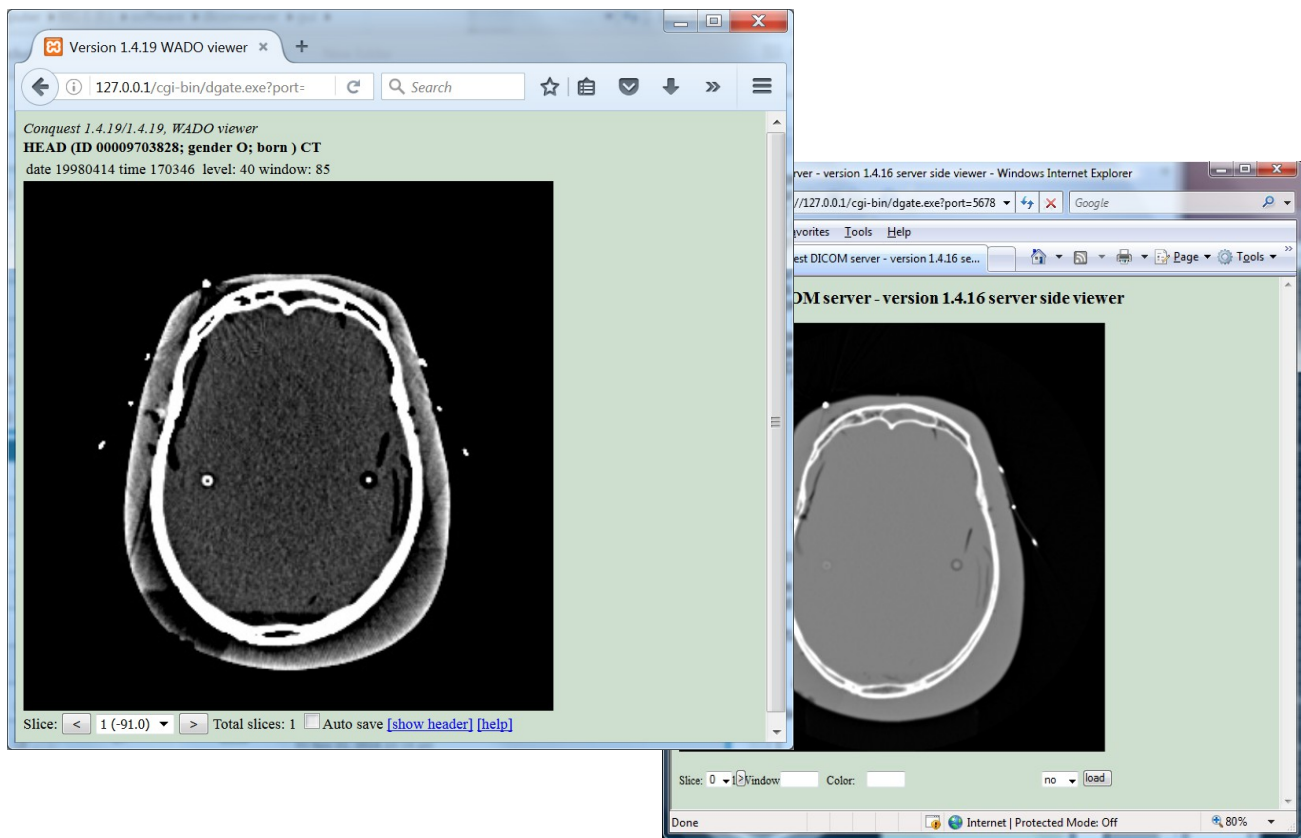 Version 1.4.19 WADO viewer × +
127.0.0.1/cgi-bin/dgate.exe?port=
Search
Conquest 1.4.19/1.4.19, WADO viewer
HEAD (ID 00009703828; gender O; born ) CT
date 19980414 time 170346 level: 40 window: 85
Slice: < 1 (-91.0) > Total slices: 1 Auto save [show header] [help]
rver - version 1.4.16 server side viewer - Windows Internet Explorer
//127.0.0.1/cgi-bin/dgate.exe?port=5678
Google
vorites Tools Help
est DICOM server - version 1.4.16 se...
Page Tools »
OM server - version 1.4.16 server side viewer
Slice: 0 1 > Window Color: no load
Done
Internet | Protected Mode: Off
80%